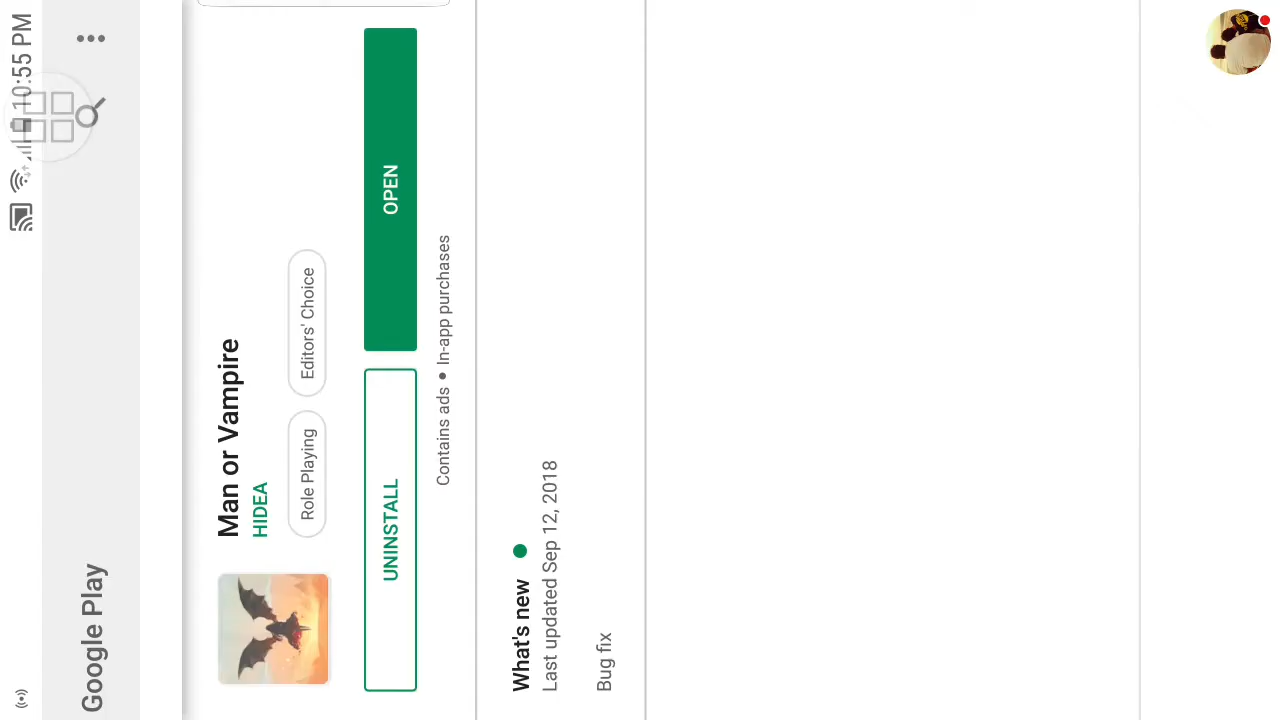 10:55 PM
Google Play
Man or Vampire
HIDEA
Role Playing
Editors' Choice
UNINSTALL
OPEN
Contains ads • In-app purchases
What's new
Last updated Sep 12, 2018
Bug fix